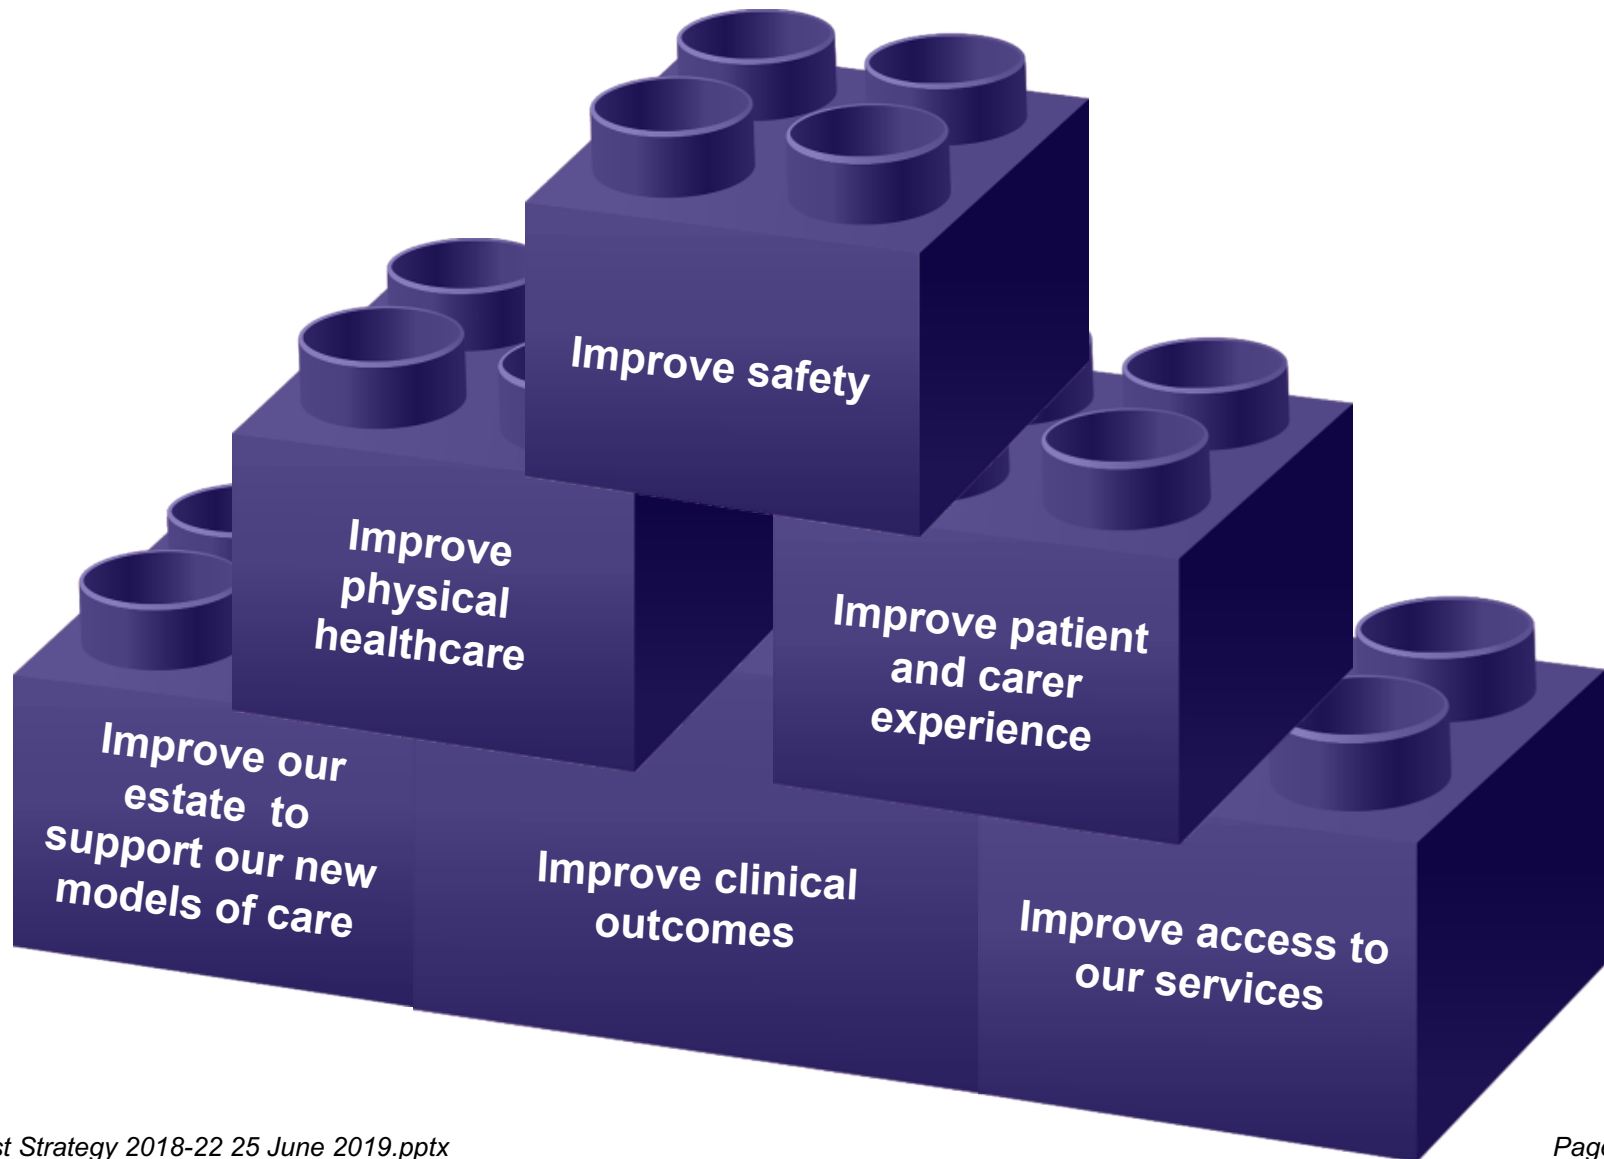 Improve safety
Improve
physical
healthcare
Improve patient
and carer
experience
Improve our
estate to
support our new
models of care
Improve clinical
outcomes
Improve access to
our services
Strategy 2018-22 25 June 2019.pptx
Page